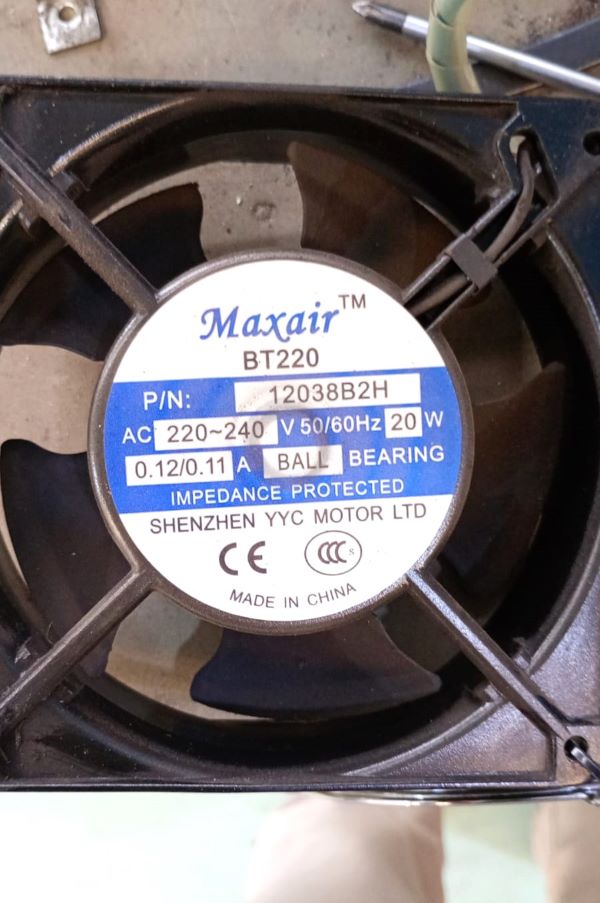 Maxair™
BT220
P/N: 12038B2H
AC 220~240 V 50/60Hz 20 W
0.12/0.11 A BALL BEARING
IMPEDANCE PROTECTED
SHENZHEN YYC MOTOR LTD
CE CCC S
MADE IN CHINA